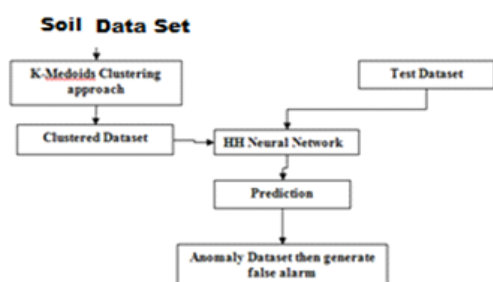 Soil Data Set
K-Medoids Clustering
approach
Test Dataset
Clustered Dataset
HH Neural Network
Prediction
Anomaly Dataset then generate
false alarm